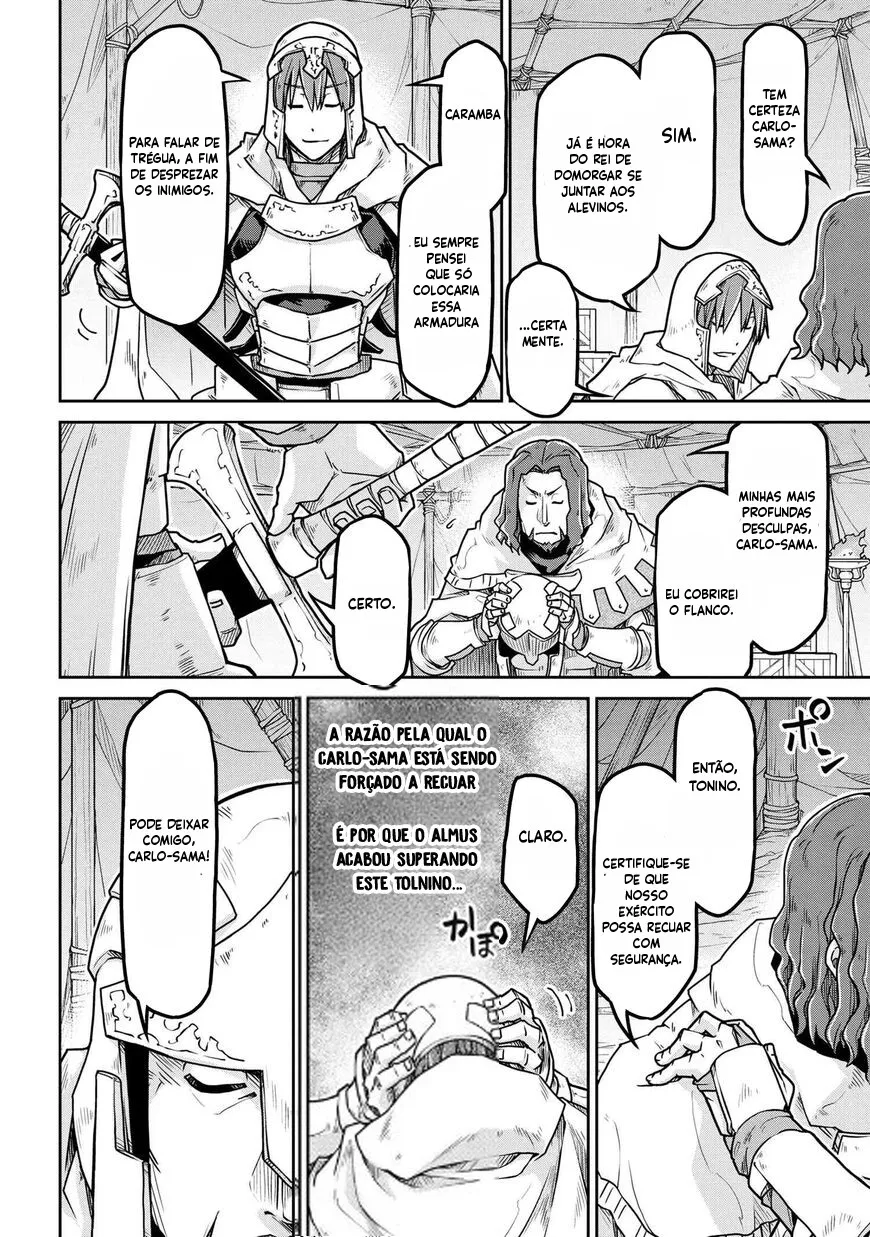 TEM
CERTEZA
CARLO-
SAMA?
SIM.
JÁ É HORA
DO REI DE
DOMORGAR SE
JUNTAR AOS
ALEVINOS.
...CERTA
MENTE.
CARAMBA
EU SEMPRE
PENSEI
QUE SÓ
COLOCARIA
ESSA
ARMADURA
PARA FALAR DE
TRÉGUA, A FIM
DE DESPREZAR
OS INIMIGOS.
MINHAS MAIS
PROFUNDAS
DESCULPAS,
CARLO-SAMA.
EU COBRIREI
O FLANCO.
CERTO.
ポン
ENTÃO,
TONINO.
CERTIFIQUE-SE
DE QUE
NOSSO
EXÉRCITO
POSSA RECUAR
COM
SEGURANÇA.
CLARO.
A RAZÃO PELA QUAL O
CARLO-SAMA ESTÁ SENDO
FORÇADO A RECUAR
É POR QUE O ALMUS
ACABOU SUPERANDO
ESTE TOLNINO...
かぽっ
PODE DEIXAR
COMIGO,
CARLO-SAMA!